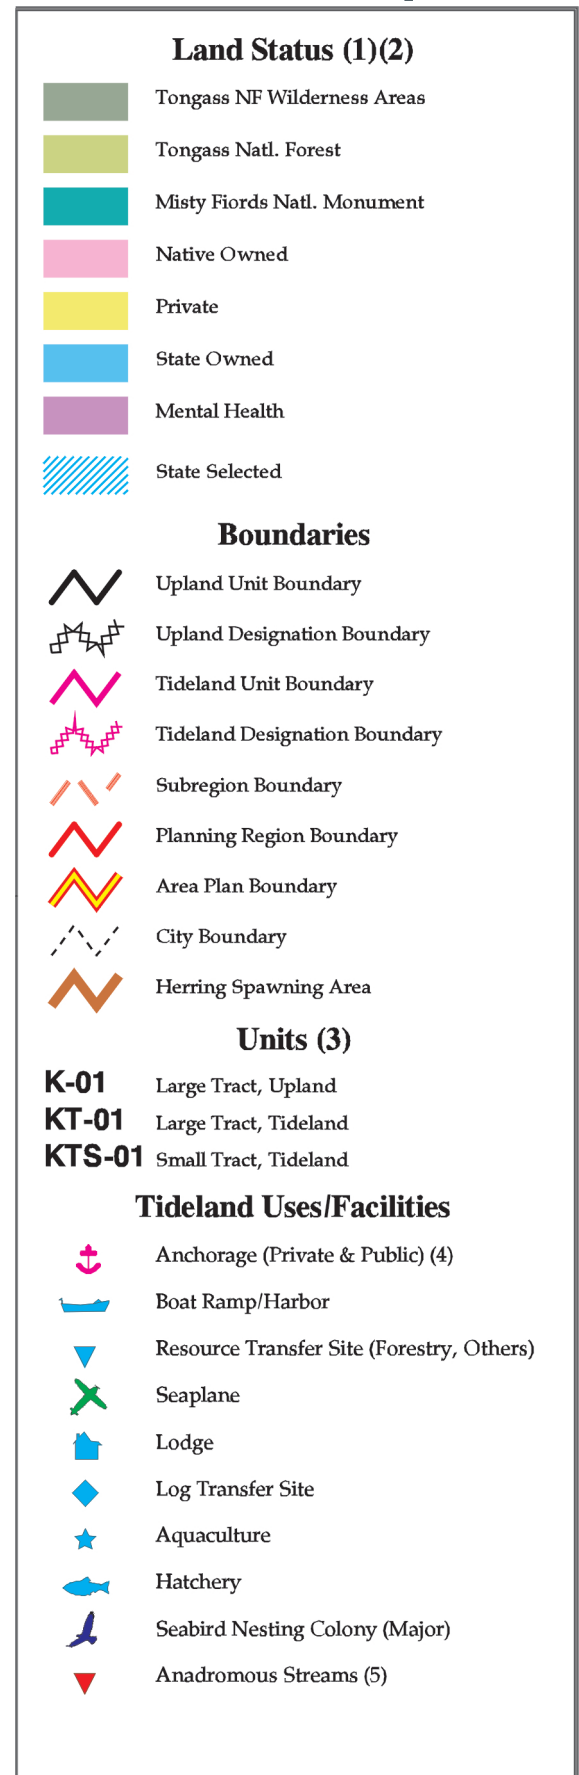 Land Status (1)(2)
Tongass NF Wilderness Areas
Tongass Natl. Forest
Misty Fiords Natl. Monument
Native Owned
Private
State Owned
Mental Health
State Selected
Boundaries
Upland Unit Boundary
Upland Designation Boundary
Tideland Unit Boundary
Tideland Designation Boundary
Subregion Boundary
Planning Region Boundary
Area Plan Boundary
City Boundary
Herring Spawning Area
Units (3)
K-01 Large Tract, Upland
KT-01 Large Tract, Tideland
KTS-01 Small Tract, Tideland
Tideland Uses/Facilities
Anchorage (Private & Public) (4)
Boat Ramp/Harbor
Resource Transfer Site (Forestry, Others)
Seaplane
Lodge
Log Transfer Site
Aquaculture
Hatchery
Seabird Nesting Colony (Major)
Anadromous Streams (5)